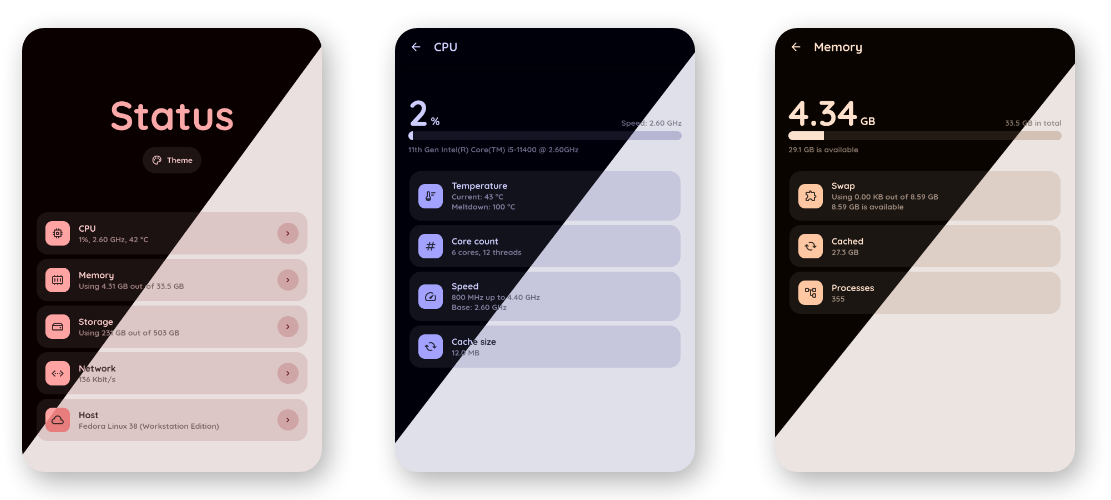 Status
Theme
CPU
1%, 2.60 GHz, 42 °C
Memory
Using 4.31 GB out of 33.5 GB
Storage
Using 231 GB out of 503 GB
Network
136 Kbit/s
Host
Fedora Linux 38 (Workstation Edition)
CPU
2 %
Speed: 2.60 GHz
11th Gen Intel(R) Core(TM) i5-11400 @ 2.60GHz
Temperature
Current: 43 °C
Meltdown: 100 °C
Core count
6 cores, 12 threads
Speed
800 MHz up to 4.40 GHz
Base: 2.60 GHz
Cache size
12.0 MB
Memory
4.34 GB
33.5 GB in total
29.1 GB is available
Swap
Using 0.00 KB out of 8.59 GB
8.59 GB is available
Cached
27.3 GB
Processes
355